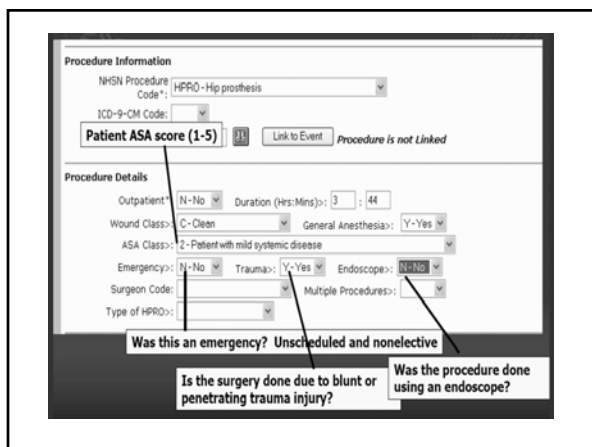 Procedure Information
NHSN Procedure
Code*:
HPRO - Hip prosthesis
ICD-9-CM Code:
Patient ASA score (1-5)
Link to Event
Procedure is not Linked
Procedure Details
Outpatient*: N - No Duration (Hrs:Mins)>: 3 : 44
Wound Class>: C - Clean General Anesthesia>: Y - Yes
ASA Class>: 2 - Patient with mild systemic disease
Emergency>: N - No Trauma>: Y - Yes Endoscope>: N - No
Surgeon Code: Multiple Procedures>:
Type of HPRO>:
Was this an emergency? Unscheduled and nonelective
Is the surgery done due to blunt or
penetrating trauma injury?
Was the procedure done
using an endoscope?